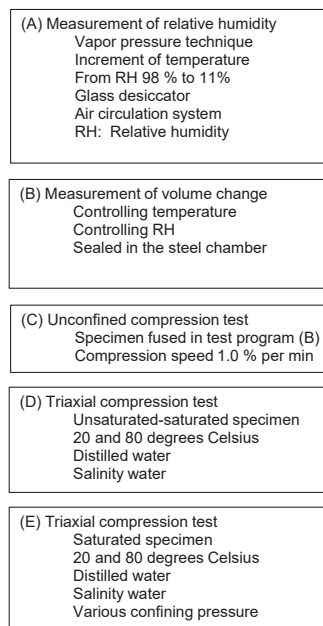 (A) Measurement of relative humidity
Vapor pressure technique
Increment of temperature
From RH 98 % to 11%
Glass desiccator
Air circulation system
RH: Relative humidity
(B) Measurement of volume change
Controlling temperature
Controlling RH
Sealed in the steel chamber
(C) Unconfined compression test
Specimen fused in test program (B)
Compression speed 1.0 % per min
(D) Triaxial compression test
Unsaturated-saturated specimen
20 and 80 degrees Celsius
Distilled water
Salinity water
(E) Triaxial compression test
Saturated specimen
20 and 80 degrees Celsius
Distilled water
Salinity water
Various confining pressure